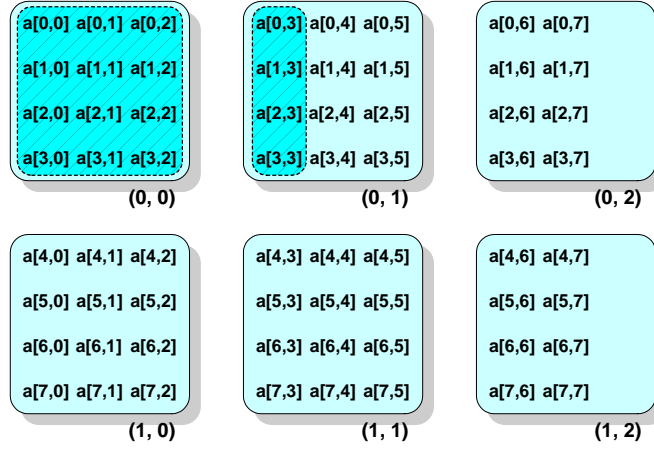 a[0,0] a[0,1] a[0,2] a[0,3] a[0,4] a[0,5] a[0,6] a[0,7]
a[1,0] a[1,1] a[1,2] a[1,3] a[1,4] a[1,5] a[1,6] a[1,7]
a[2,0] a[2,1] a[2,2] a[2,3] a[2,4] a[2,5] a[2,6] a[2,7]
a[3,0] a[3,1] a[3,2] a[3,3] a[3,4] a[3,5] a[3,6] a[3,7]
(0, 0) (0, 1) (0, 2)
a[4,0] a[4,1] a[4,2] a[4,3] a[4,4] a[4,5] a[4,6] a[4,7]
a[5,0] a[5,1] a[5,2] a[5,3] a[5,4] a[5,5] a[5,6] a[5,7]
a[6,0] a[6,1] a[6,2] a[6,3] a[6,4] a[6,5] a[6,6] a[6,7]
a[7,0] a[7,1] a[7,2] a[7,3] a[7,4] a[7,5] a[7,6] a[7,7]
(1, 0) (1, 1) (1, 2)